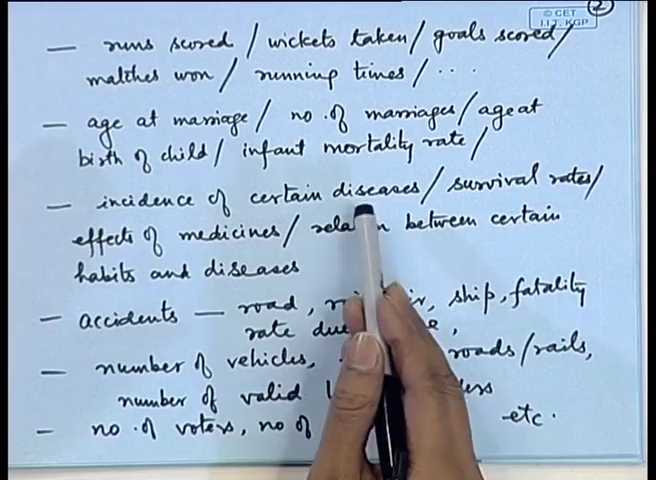 © CET
I.I.T. KGP
2
— runs scored / wickets taken / goals scored /
matches won / running times / ....
— age at marriage / no. of marriages / age at
birth of child / infant mortality rate /
— incidence of certain diseases / survival rates /
effects of medicines / between certain
habits and diseases
— accidents — road, ship, fatality
rate
— number of vehicles, roads / rails,
number of valid
— no. of voters, no of etc.